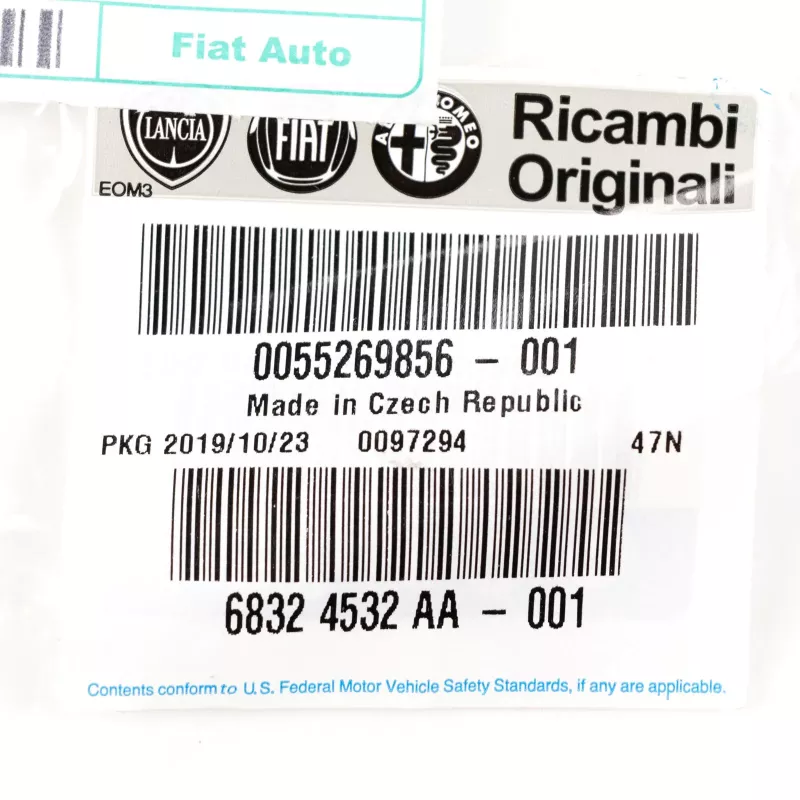 Fiat Auto
LANCIA
FIAT
ROMEO
Ricambi
Originali
EOM3
0055269856 - 001
Made in Czech Republic
PKG 2019/10/23 0097294 47N
6832 4532 AA - 001
Contents conform to U.S. Federal Motor Vehicle Safety Standards, if any are applicable.